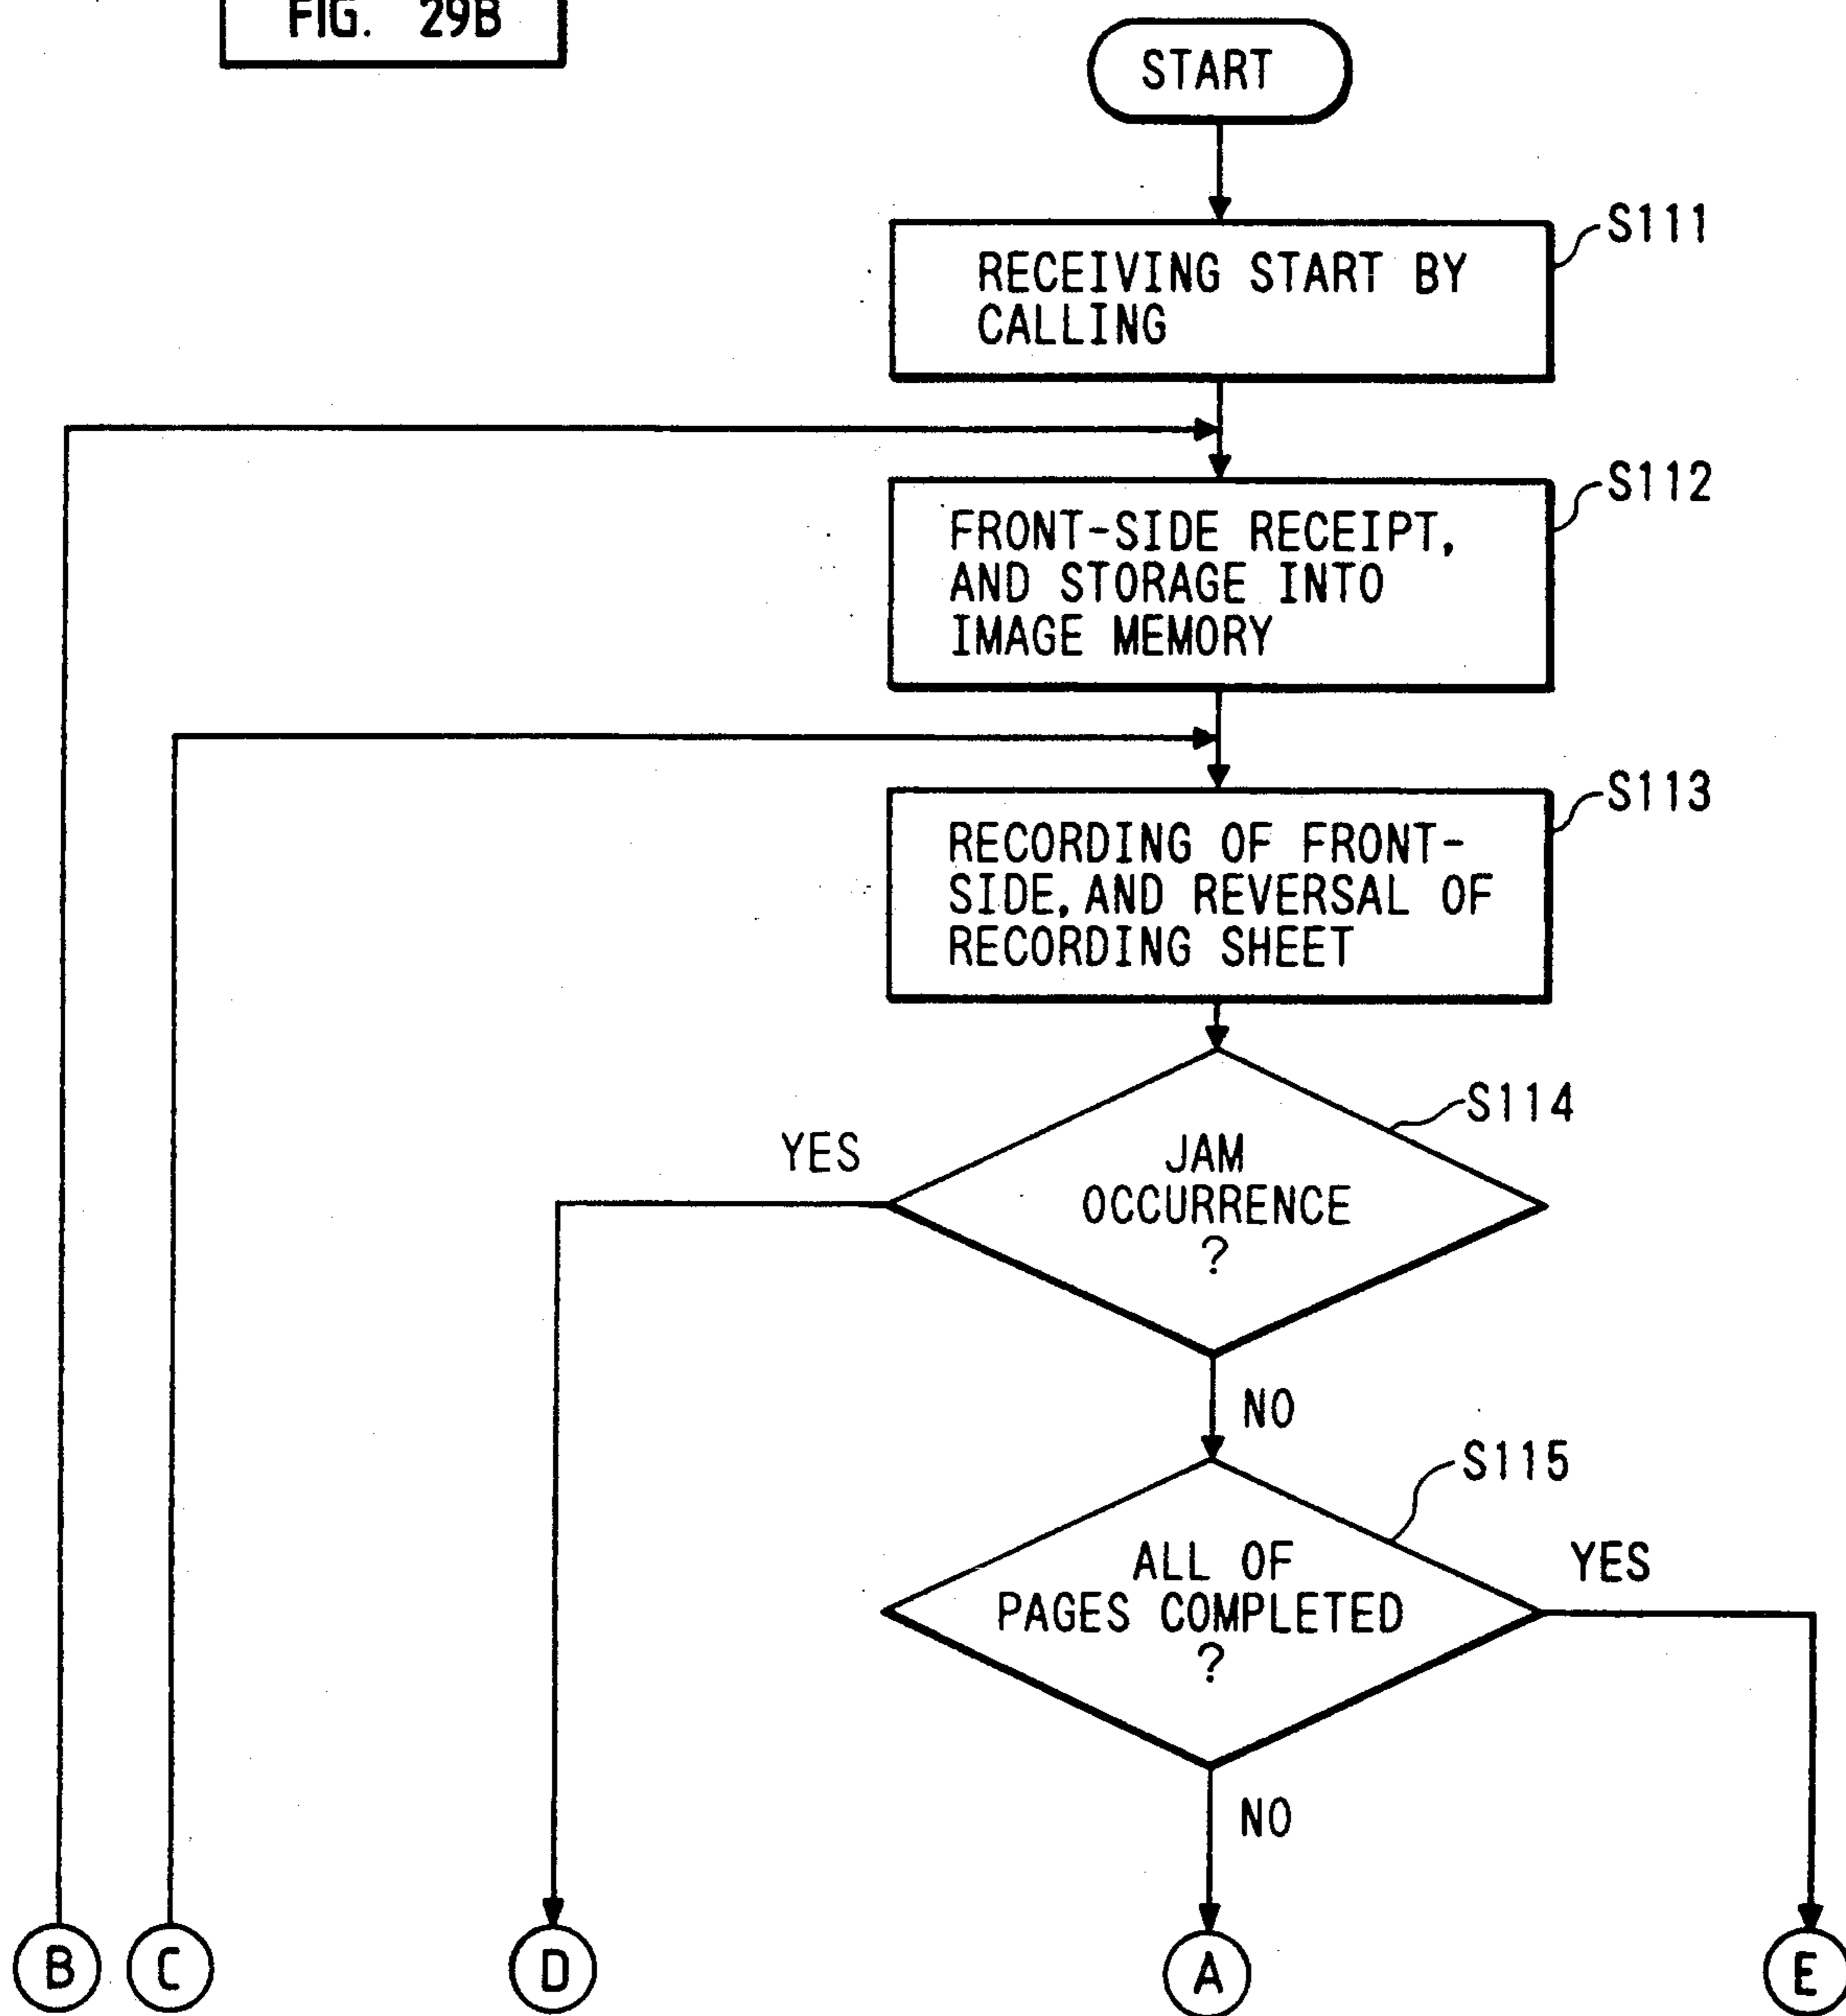 FIG. 29B
START
S111
RECEIVING START BY
CALLING
S112
FRONT-SIDE RECEIPT,
AND STORAGE INTO
IMAGE MEMORY
S113
RECORDING OF FRONT-
SIDE, AND REVERSAL OF
RECORDING SHEET
S114
YES
JAM
OCCURRENCE
?
NO
S115
ALL OF
PAGES COMPLETED
?
YES
NO
B
C
D
A
E